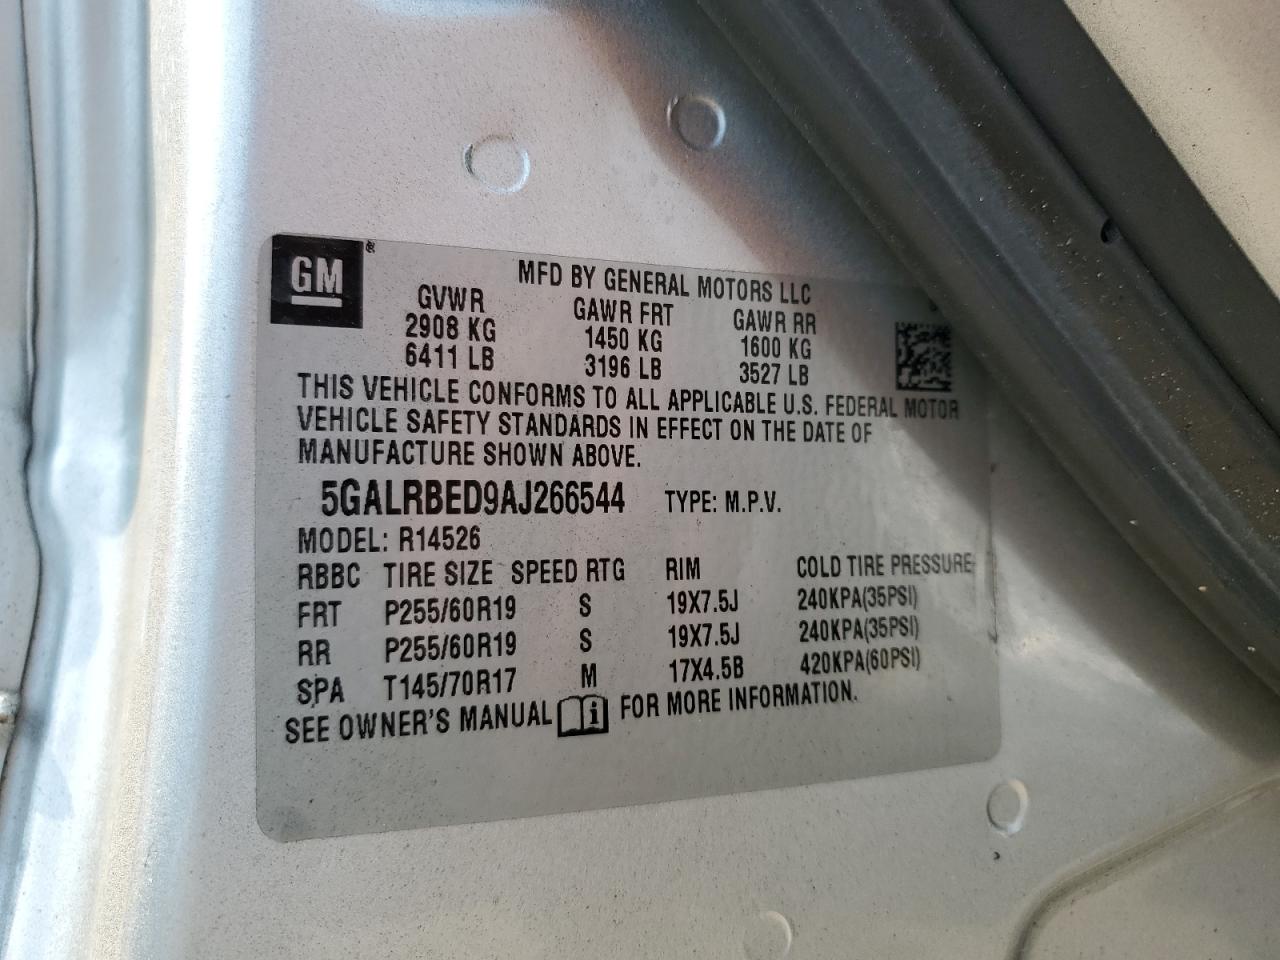 GM ®
MFD BY GENERAL MOTORS LLC
GVWR GAWR FRT GAWR RR
2908 KG 1450 KG 1600 KG
6411 LB 3196 LB 3527 LB
THIS VEHICLE CONFORMS TO ALL APPLICABLE U.S. FEDERAL MOTOR
VEHICLE SAFETY STANDARDS IN EFFECT ON THE DATE OF
MANUFACTURE SHOWN ABOVE.
5GALRBED9AJ266544 TYPE: M.P.V.
MODEL: R14526
RBBC TIRE SIZE SPEED RTG RIM COLD TIRE PRESSURE
FRT P255/60R19 S 19X7.5J 240KPA(35PSI)
RR P255/60R19 S 19X7.5J 240KPA(35PSI)
SPA T145/70R17 M 17X4.5B 420KPA(60PSI)
SEE OWNER'S MANUAL i FOR MORE INFORMATION.